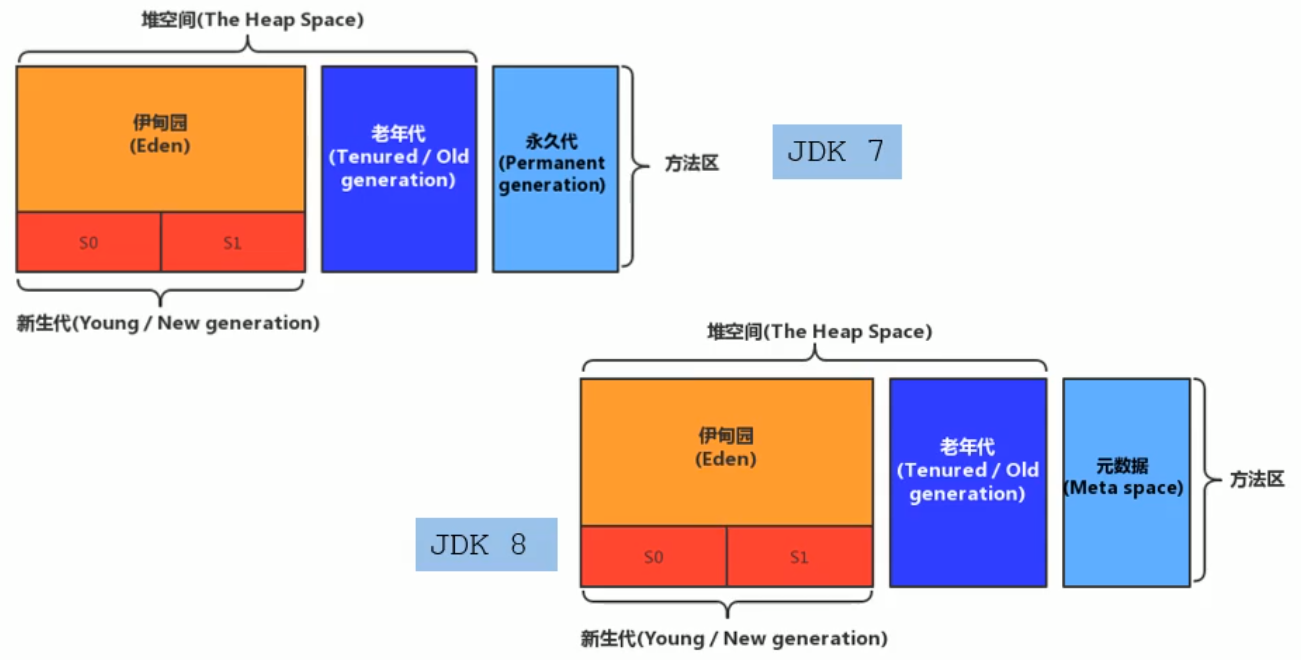 堆空间(The Heap Space)
伊甸园
(Eden)
S0
S1
老年代
(Tenured / Old
generation)
永久代
(Permanent
generation)
方法区
JDK 7
新生代(Young / New generation)
堆空间(The Heap Space)
伊甸园
(Eden)
S0
S1
老年代
(Tenured / Old
generation)
元数据
(Meta space)
方法区
JDK 8
新生代(Young / New generation)